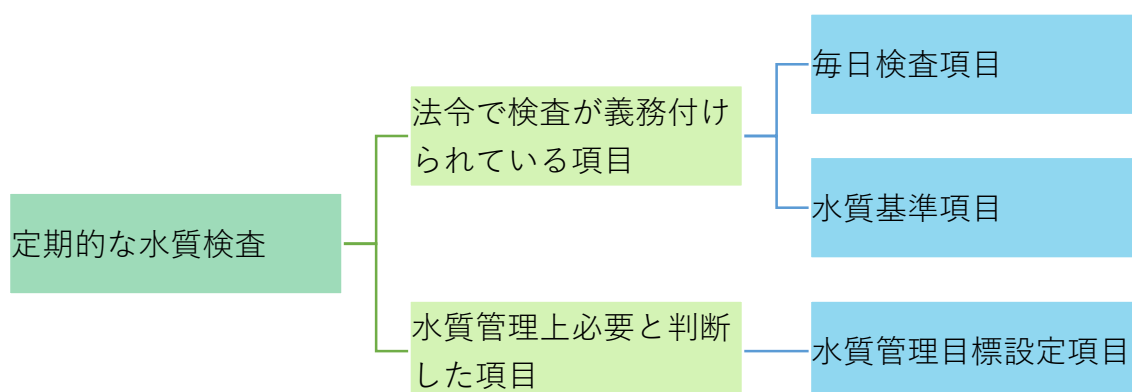 定期的な水質検査
法令で検査が義務付け
られている項目
毎日検査項目
水質基準項目
水質管理上必要と判断
した項目
水質管理目標設定項目